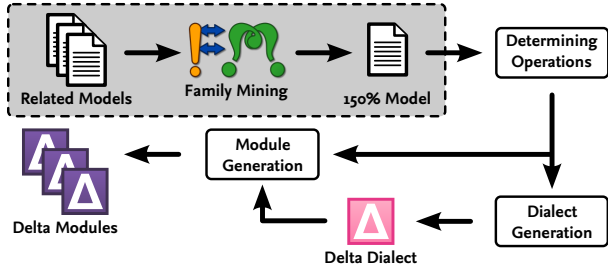 Related Models
Family Mining
150% Model
Determining
Operations
Module
Generation
Delta Modules
Delta Dialect
Dialect
Generation